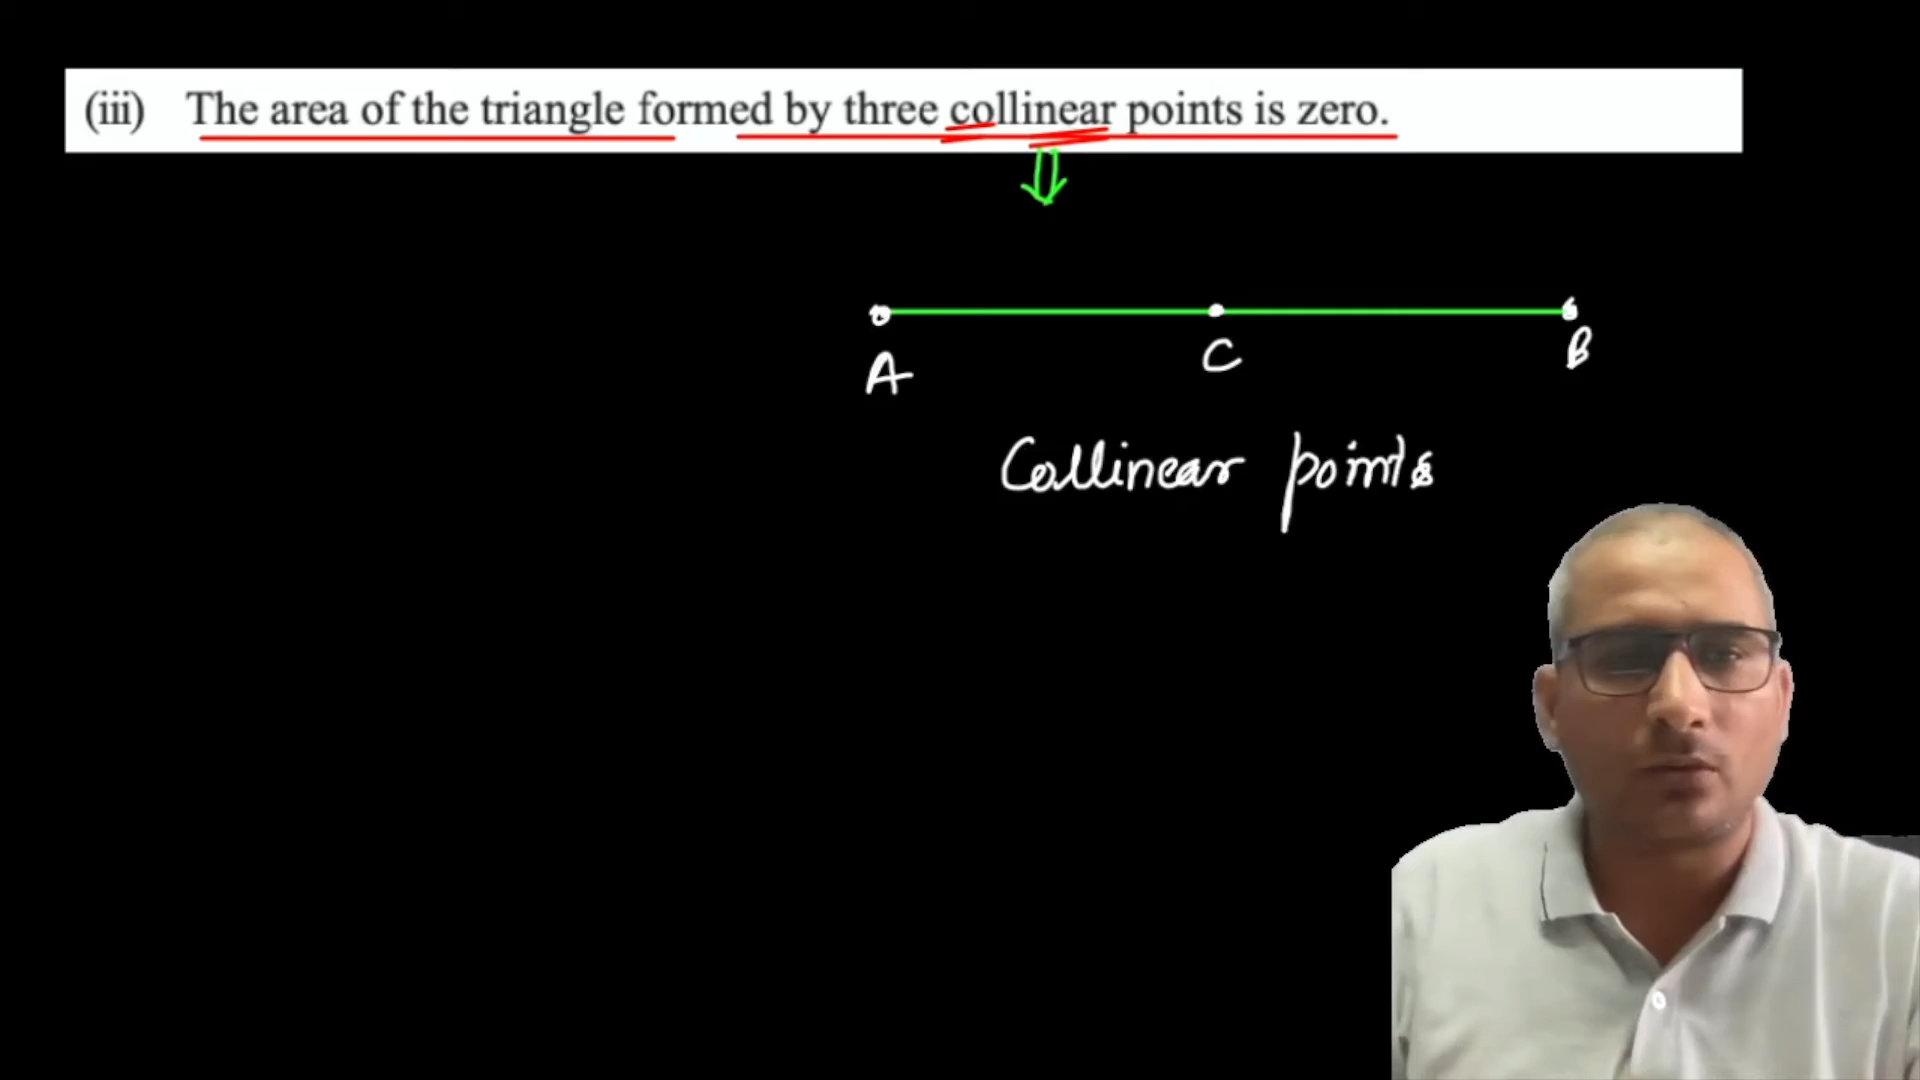 (iii) The area of the triangle formed by three collinear points is zero.
A C B
Collinear points